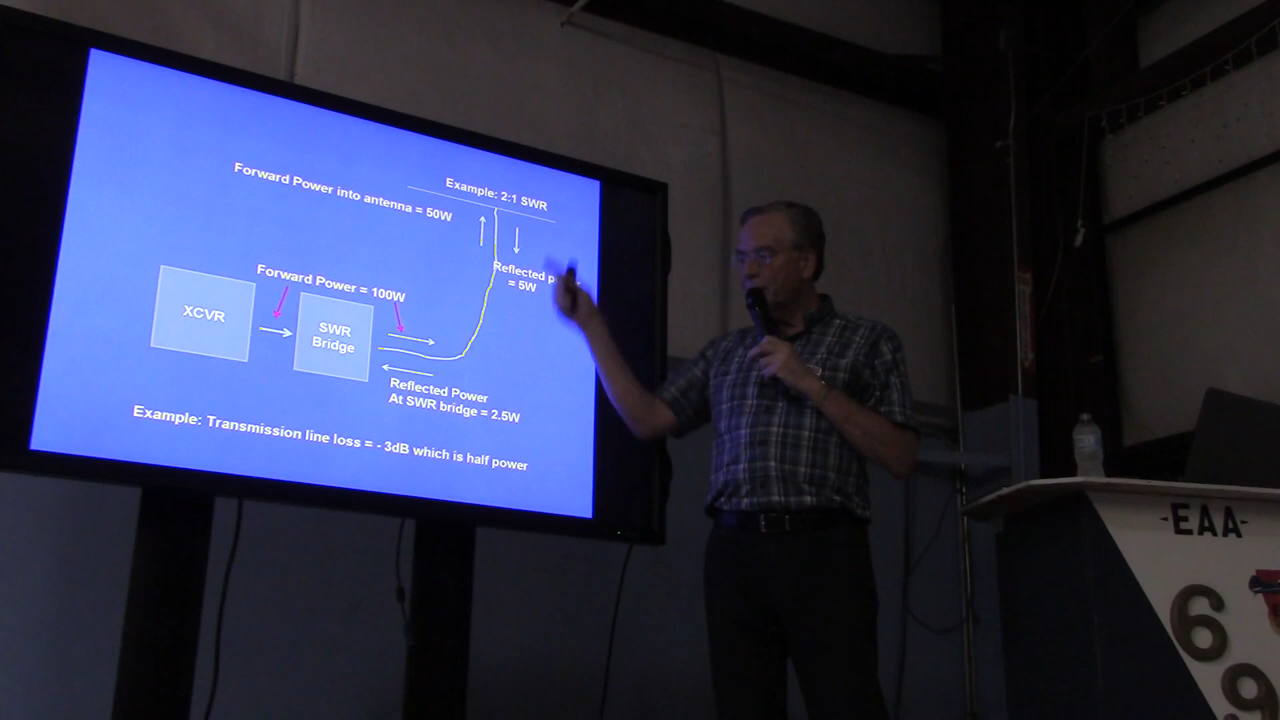 Example: 2:1 SWR
Forward Power into antenna = 50W
Reflected
= 5W
Forward Power = 100W
XCVR
SWR
Bridge
Reflected Power
At SWR bridge = 2.5W
Example: Transmission line loss = - 3dB which is half power
-EAA-
6
9